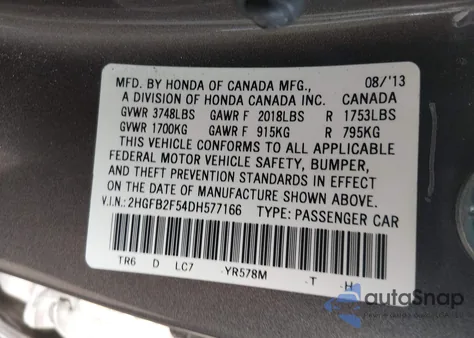 MFD. BY HONDA OF CANADA MFG., 08/'13
A DIVISION OF HONDA CANADA INC. CANADA
GVWR 3748LBS GAWR F 2018LBS R 1753LBS
GVWR 1700KG GAWR F 915KG R 795KG
THIS VEHICLE CONFORMS TO ALL APPLICABLE
FEDERAL MOTOR VEHICLE SAFETY, BUMPER,
AND THEFT PREVENTION STANDARDS IN EFFECT
ON THE DATE OF MANUFACTURE SHOWN ABOVE.
V.I.N.: 2HGFB2F54DH577166 TYPE: PASSENGER CAR
TR6 D LC7 -YR578M -T -H
autoSnap